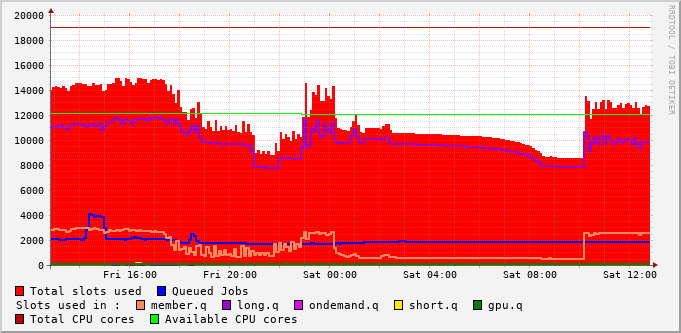 20000
18000
16000
14000
12000
10000
8000
6000
4000
2000
0
Fri 16:00 Fri 20:00 Sat 00:00 Sat 04:00 Sat 08:00 Sat 12:00
RRDTOOL / TOBI OETIKER
Total slots used Queued Jobs
Slots used in : member.q long.q ondemand.q short.q gpu.q
Total CPU cores Available CPU cores